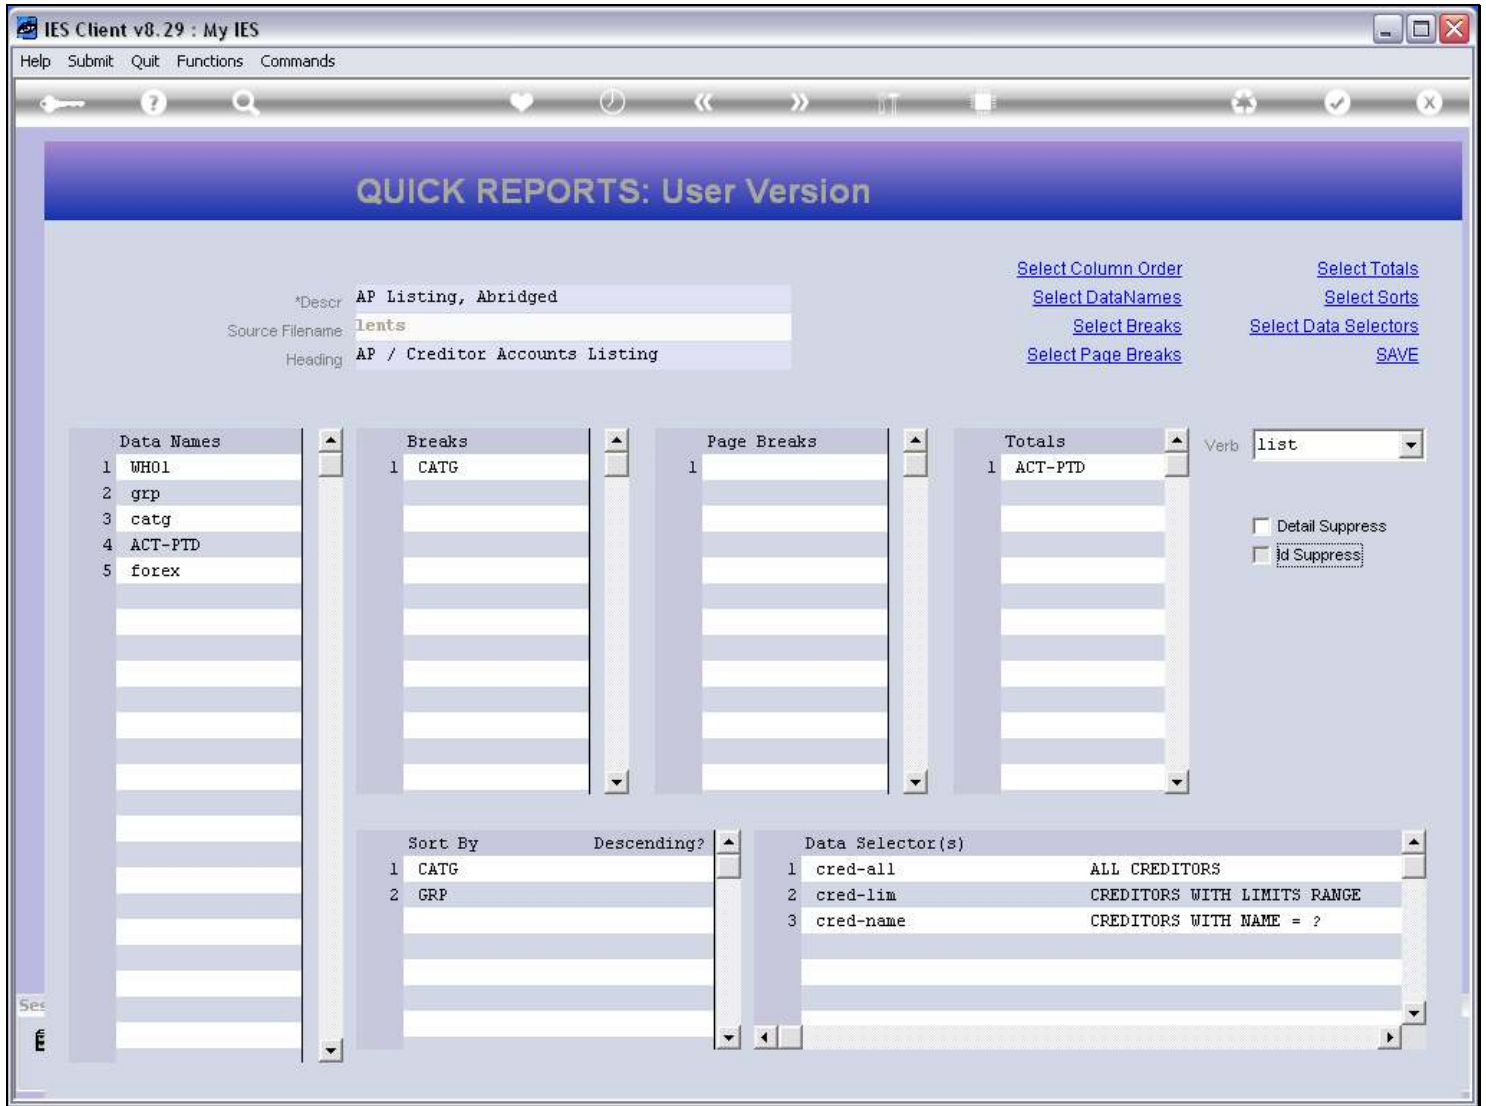 IES Client v8.29 : My IES
Help Submit Quit Functions Commands
QUICK REPORTS: User Version
Select Column Order Select Totals
*Descr AP Listing, Abridged Select DataNames Select Sorts
Source Filename lents Select Breaks Select Data Selectors
Heading AP / Creditor Accounts Listing Select Page Breaks SAVE
Data Names Breaks Page Breaks Totals Verb list
1 WHO1 1 CATG 1 1 ACT-PTD
2 grp
3 catg Detail Suppress
4 ACT-PTD Id Suppress
5 forex
Sort By Descending? Data Selector(s)
1 CATG 1 cred-all ALL CREDITORS
2 GRP 2 cred-lim CREDITORS WITH LIMITS RANGE
3 cred-name CREDITORS WITH NAME = ?